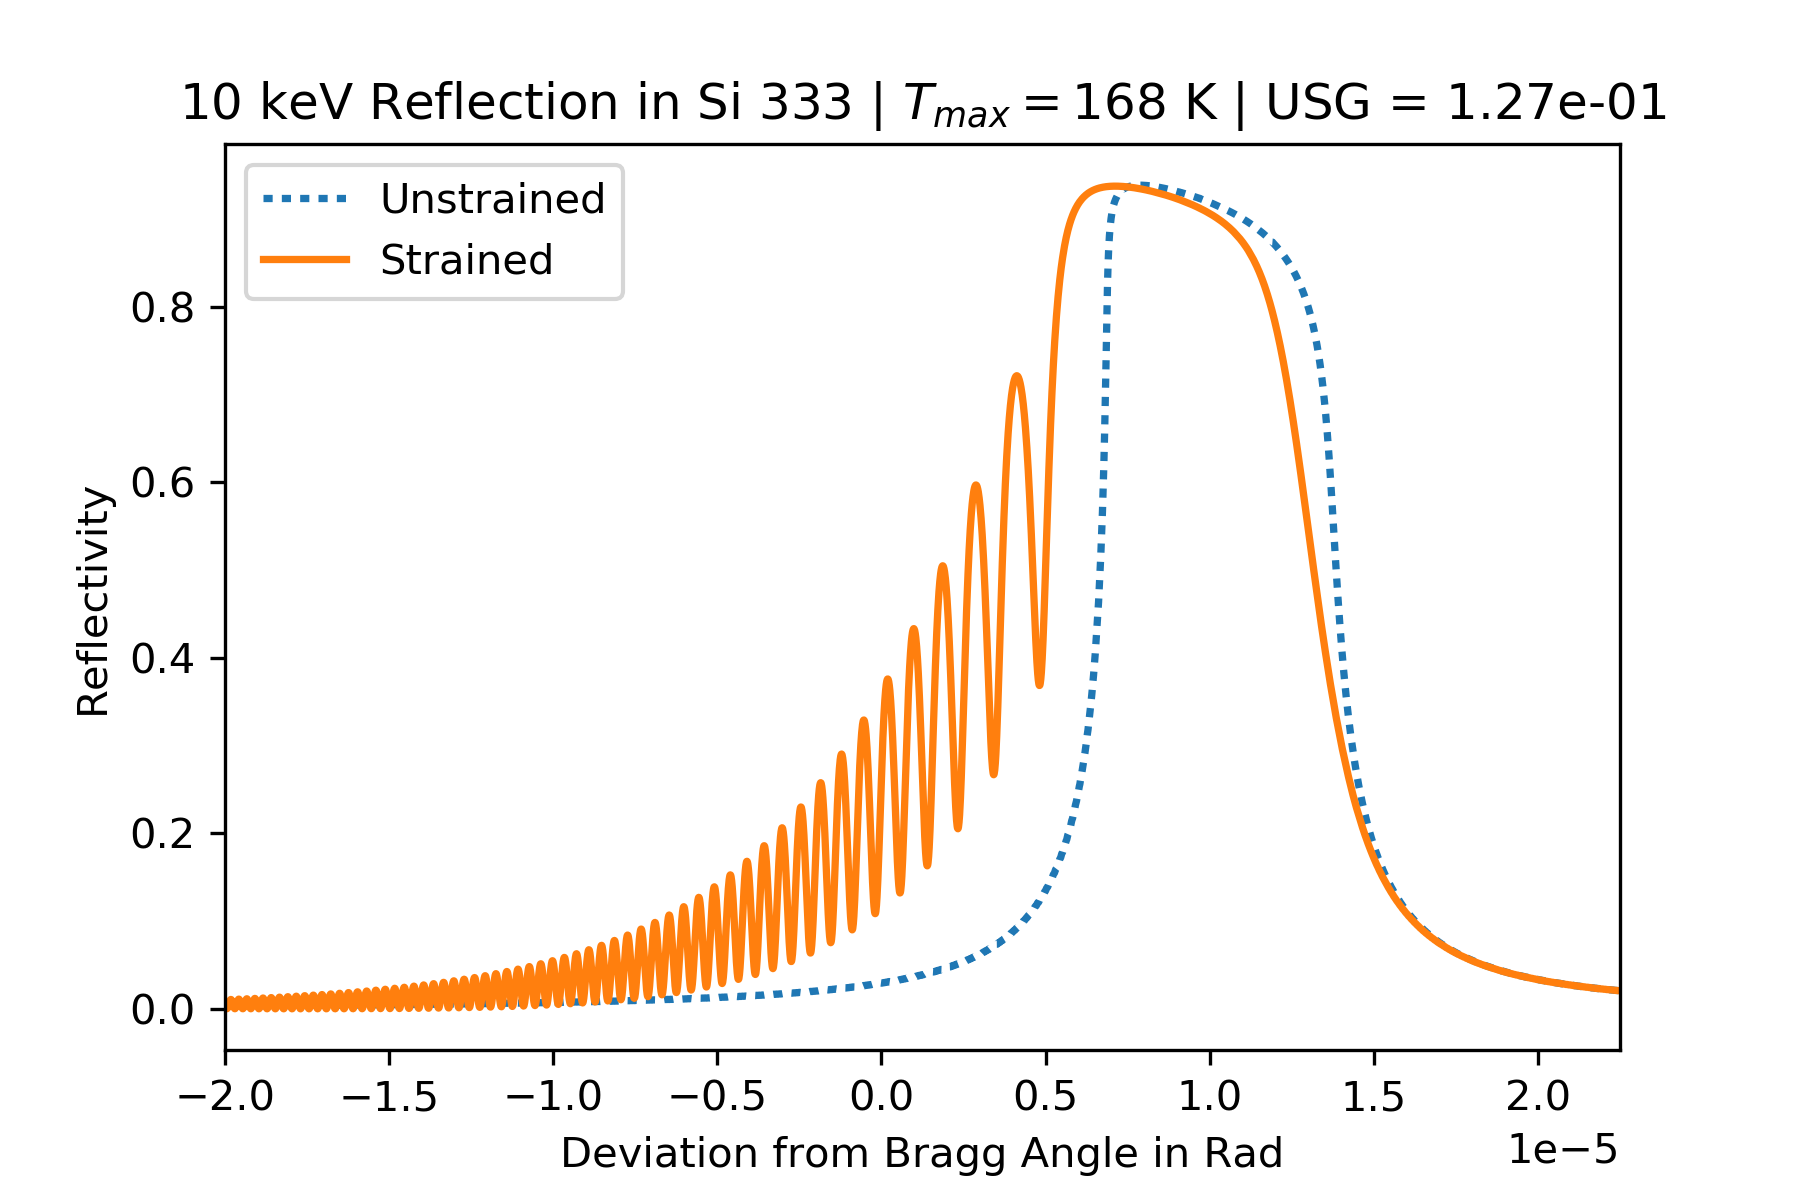 10 keV Reflection in Si 333 | T_max = 168 K | USG = 1.27e-01
Unstrained
Strained
Reflectivity
0.8
0.6
0.4
0.2
0.0
−2.0 −1.5 −1.0 −0.5 0.0 0.5 1.0 1.5 2.0
1e−5
Deviation from Bragg Angle in Rad